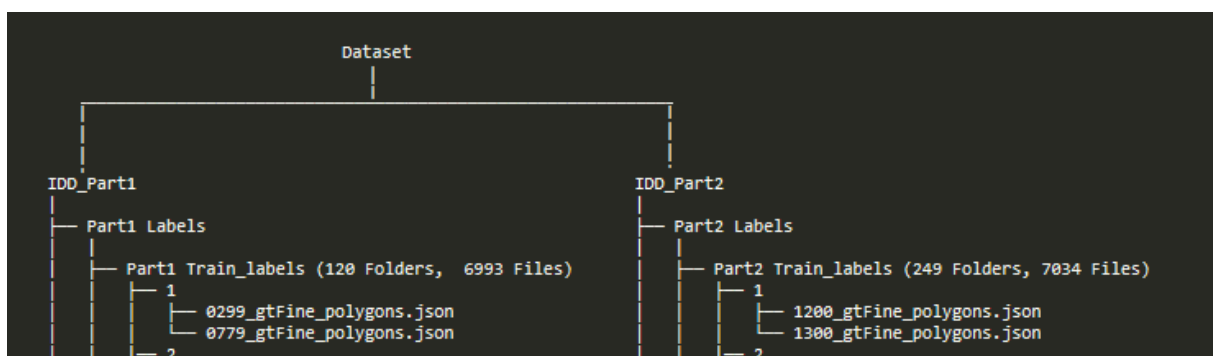 Dataset
IDD_Part1
IDD_Part2
Part1 Labels
Part2 Labels
Part1 Train_labels (120 Folders,  6993 Files)
Part2 Train_labels (249 Folders, 7034 Files)
1
1
0299_gtFine_polygons.json
1200_gtFine_polygons.json
0779_gtFine_polygons.json
1300_gtFine_polygons.json
2
2